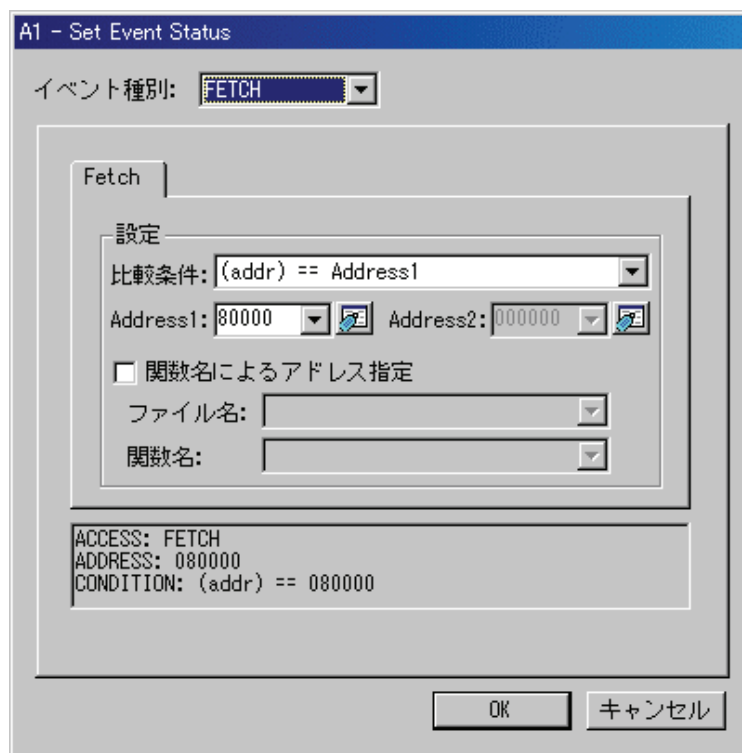 A1 - Set Event Status
イベント種別: FETCH
Fetch
設定
比較条件: (addr) == Address1
Address1: 80000 Address2: 000000
関数名によるアドレス指定
ファイル名:
関数名:
ACCESS: FETCH
ADDRESS: 080000
CONDITION: (addr) == 080000
OK キャンセル